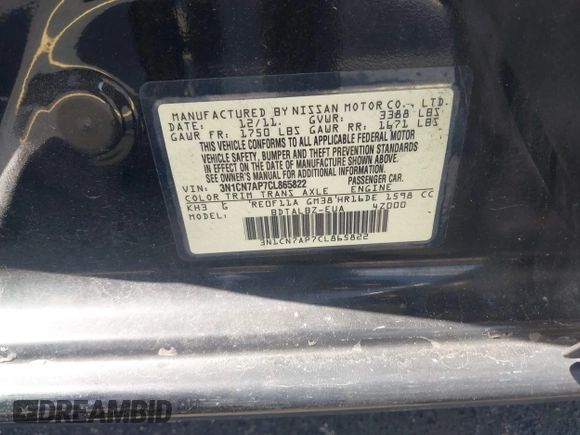 MANUFACTURED BY NISSAN MOTOR CO., LTD.
DATE: 12/11. GVWR: 3388 LBS
GAWR FR: 1750 LBS GAWR RR: 1671 LBS
THIS VEHICLE CONFORMS TO ALL APPLICABLE FEDERAL MOTOR
VEHICLE SAFETY, BUMPER AND THEFT PREVENTION STANDARDS
IN EFFECT ON THE DATE OF MANUFACTURE SHOWN ABOVE.
SEE OWNER'S MANUAL FOR ADDITIONAL INFORMATION.
VIN: 3N1CN7AP7CL865822 PASSENGER CAR.
COLOR TRIM TRANS AXLE ENGINE
KH3 G RE0F11A GM38 HR16DE 1598 CC
MODEL: BDTALBZ-EUA 4Z000
3N1CN7AP7CL865822
DREAMBID